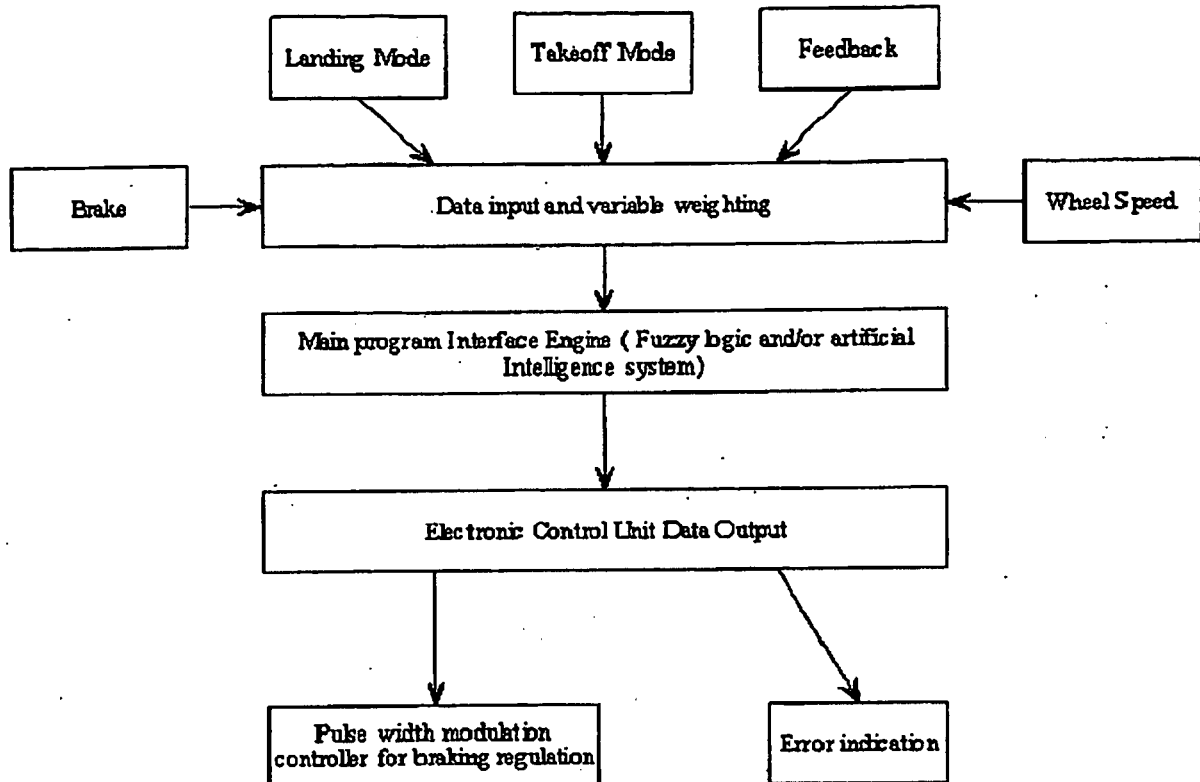 Landing Mode
Takeoff Mode
Feedback
Brake
Data input and variable weighting
Wheel Speed
Main program Interface Engine ( Fuzzy logic and/or artificial
Intelligence system)
Electronic Control Unit Data Output
Pulse width modulation
controller for braking regulation
Error indication